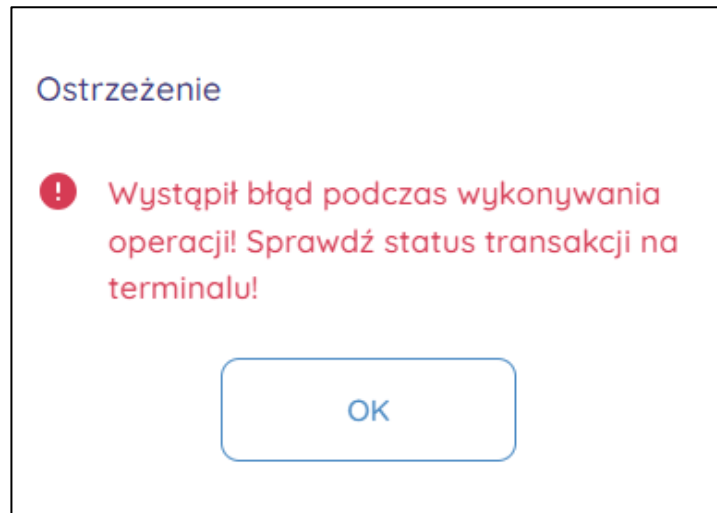 Ostrzeżenie
Wystąpił błąd podczas wykonywania
operacji! Sprawdź status transakcji na
terminalu!
OK